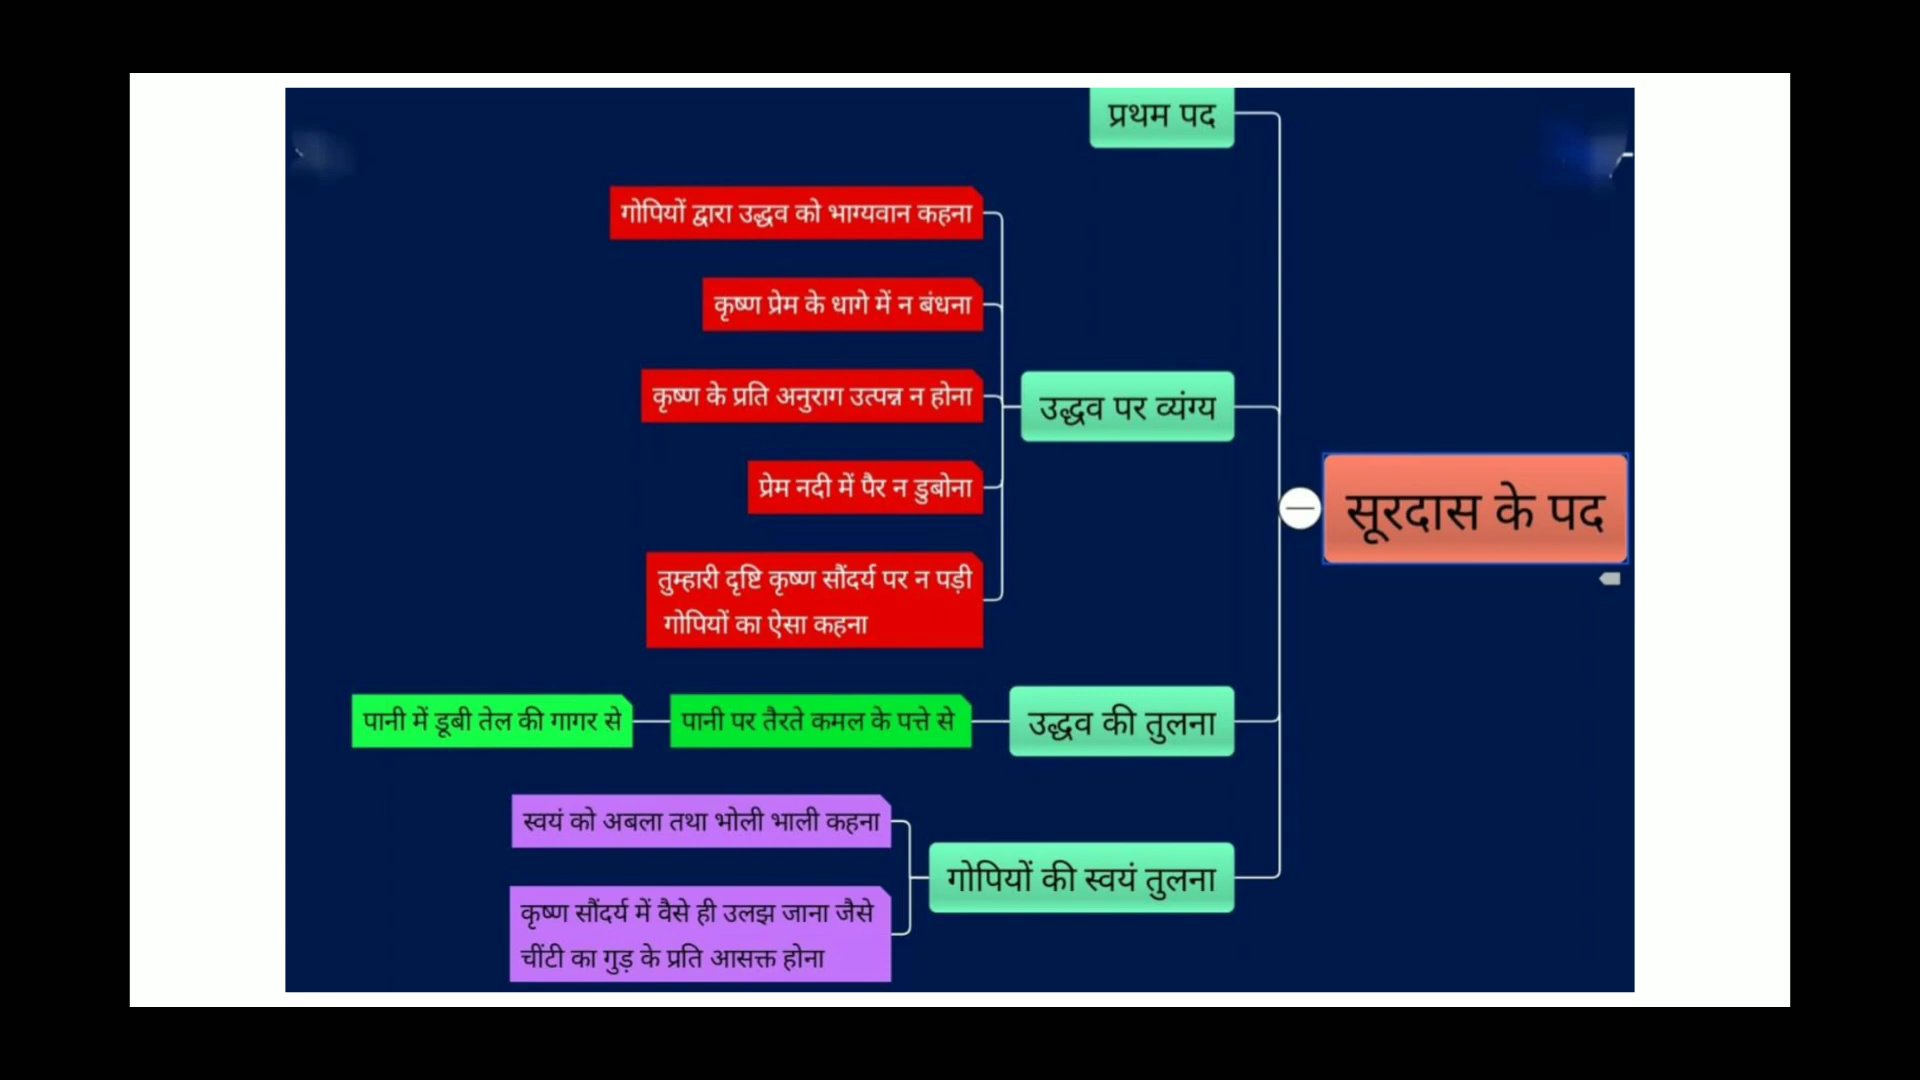 प्रथम पद
गोपियों द्वारा उद्धव को भाग्यवान कहना
कृष्ण प्रेम के धागे में न बंधना
कृष्ण के प्रति अनुराग उत्पन्न न होना
उद्धव पर व्यंग्य
प्रेम नदी में पैर न डुबोना
सूरदास के पद
तुम्हारी दृष्टि कृष्ण सौंदर्य पर न पड़ी
गोपियों का ऐसा कहना
पानी में डूबी तेल की गागर से
पानी पर तैरते कमल के पत्ते से
उद्धव की तुलना
स्वयं को अबला तथा भोली भाली कहना
गोपियों की स्वयं तुलना
कृष्ण सौंदर्य में वैसे ही उलझ जाना जैसे
चींटी का गुड़ के प्रति आसक्त होना